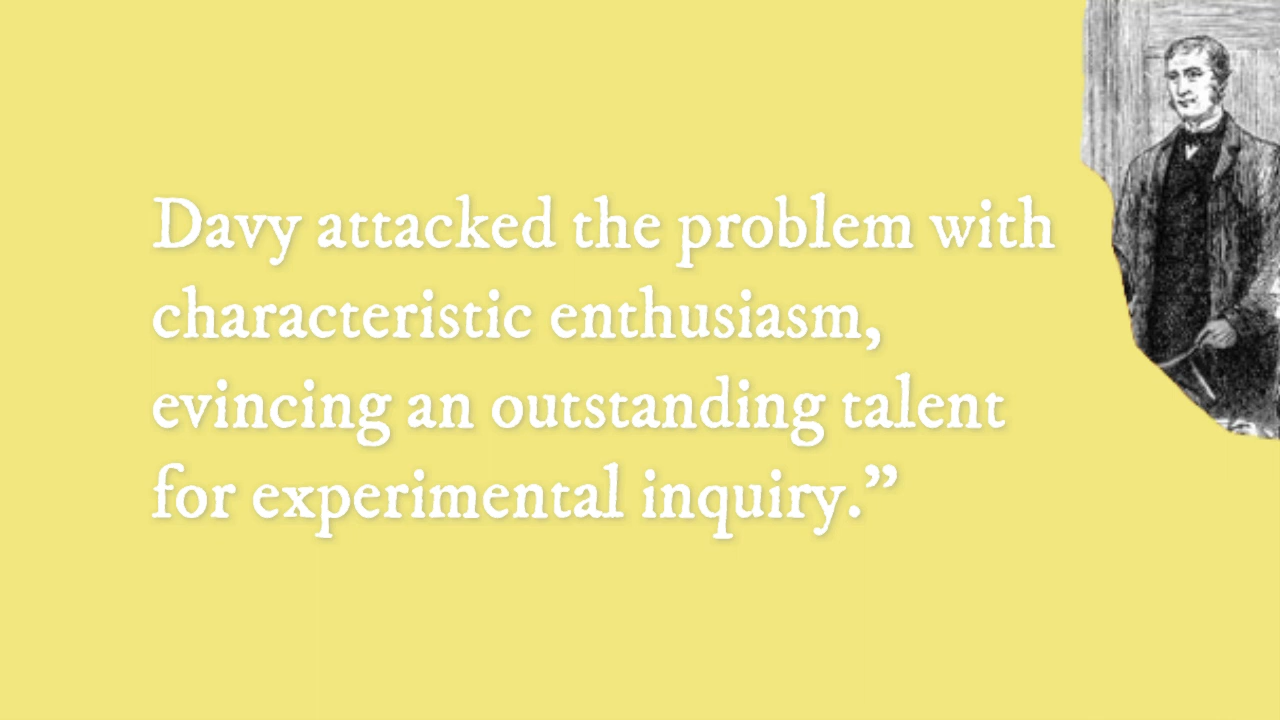 Davy attacked the problem with
characteristic enthusiasm,
evincing an outstanding talent
for experimental inquiry.”